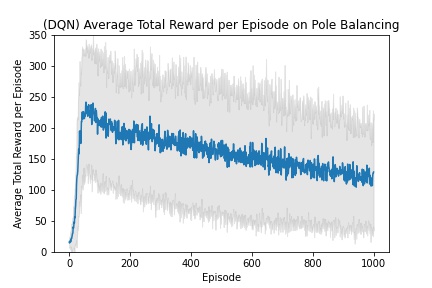 (DQN) Average Total Reward per Episode on Pole Balancing
Average Total Reward per Episode
350
300
250
200
150
100
50
0
0 200 400 600 800 1000
Episode